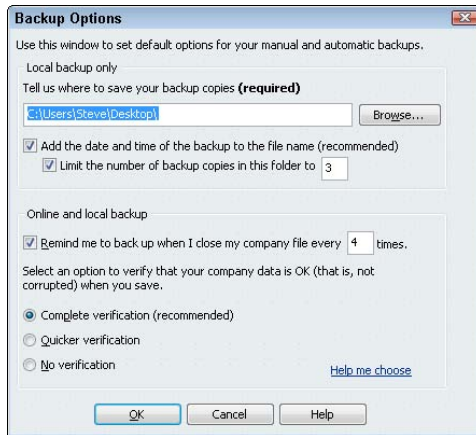 Backup Options
Use this window to set default options for your manual and automatic backups.
Local backup only
Tell us where to save your backup copies (required)
C:\Users\Steve\Desktop\
Browse...
Add the date and time of the backup to the file name (recommended)
Limit the number of backup copies in this folder to 3
Online and local backup
Remind me to back up when I close my company file every 4 times.
Select an option to verify that your company data is OK (that is, not
corrupted) when you save.
Complete verification (recommended)
Quicker verification
No verification
Help me choose
OK
Cancel
Help